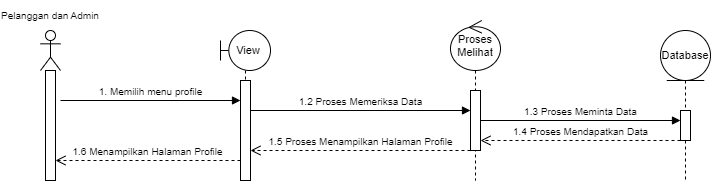 Pelanggan dan Admin
View
Proses
Melihat
Database
1. Memilih menu profile
1.2 Proses Memeriksa Data
1.3 Proses Meminta Data
1.4 Proses Mendapatkan Data
1.5 Proses Menampilkan Halaman Profile
1.6 Menampilkan Halaman Profile